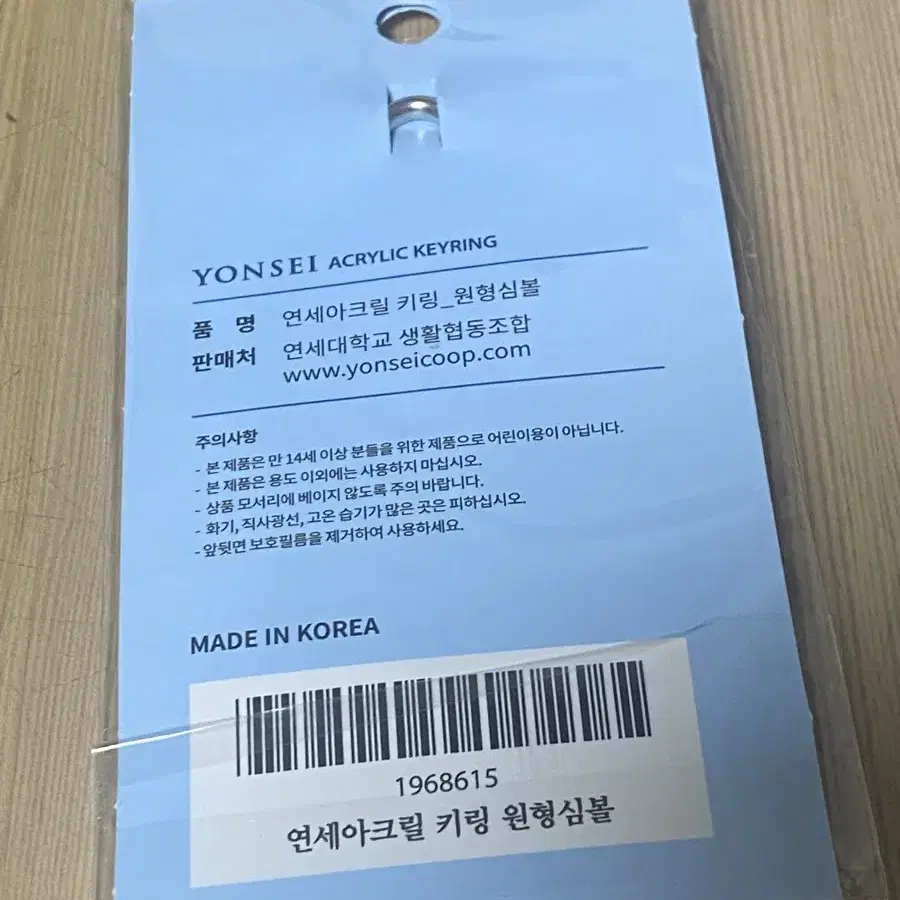 YONSEI ACRYLIC KEYRING
품 명 연세아크릴 키링_원형심볼
판매처 연세대학교 생활협동조합
www.yonseicoop.com
주의사항
- 본 제품은 만 14세 이상 분들을 위한 제품으로 어린이용이 아닙니다.
- 본 제품은 용도 이외에는 사용하지 마십시오.
- 상품 모서리에 베이지 않도록 주의 바랍니다.
- 화기, 직사광선, 고온 습기가 많은 곳은 피하십시오.
- 앞뒷면 보호필름을 제거하여 사용하세요.
MADE IN KOREA
1968615
연세아크릴 키링 원형심볼